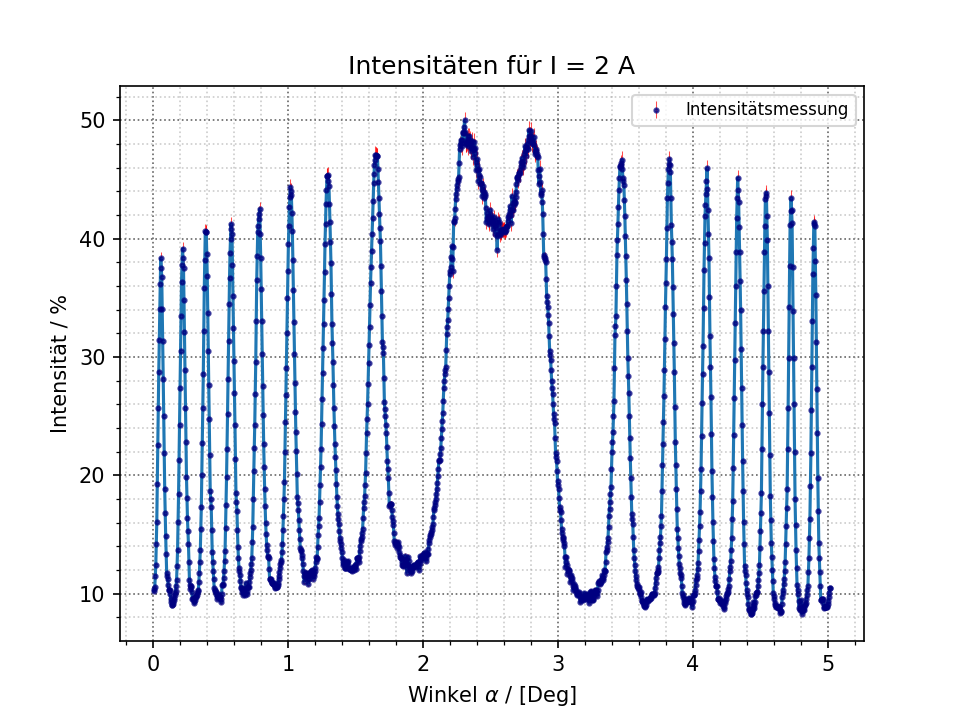 Intensitäten für I = 2 A
Intensitätsmessung
50
40
30
20
10
Intensität / %
0 1 2 3 4 5
Winkel α / [Deg]